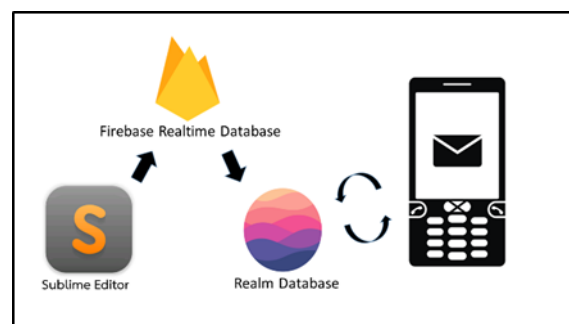 Firebase Realtime Database
S
Sublime Editor
Realm Database